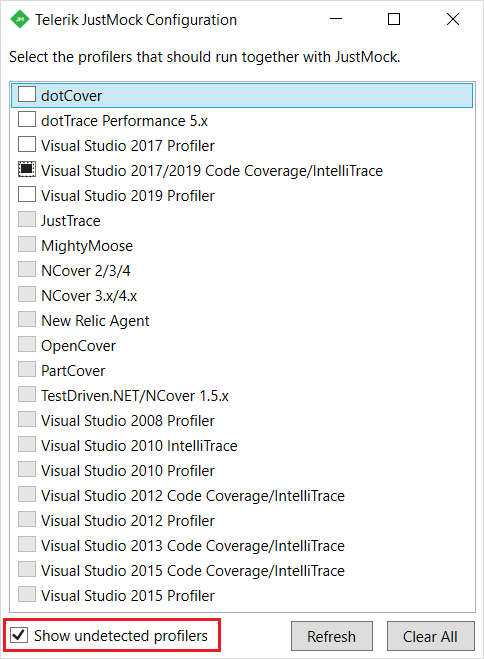 JM Telerik JustMock Configuration
Select the profilers that should run together with JustMock.
dotCover
dotTrace Performance 5.x
Visual Studio 2017 Profiler
Visual Studio 2017/2019 Code Coverage/IntelliTrace
Visual Studio 2019 Profiler
JustTrace
MightyMoose
NCover 2/3/4
NCover 3.x/4.x
New Relic Agent
OpenCover
PartCover
TestDriven.NET/NCover 1.5.x
Visual Studio 2008 Profiler
Visual Studio 2010 IntelliTrace
Visual Studio 2010 Profiler
Visual Studio 2012 Code Coverage/IntelliTrace
Visual Studio 2012 Profiler
Visual Studio 2013 Code Coverage/IntelliTrace
Visual Studio 2015 Code Coverage/IntelliTrace
Visual Studio 2015 Profiler
Show undetected profilers Refresh Clear All